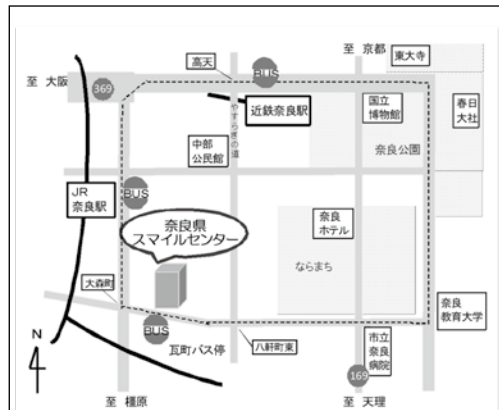 至 京都
東大寺
高天
BUS
至 大阪
369
近鉄奈良駅
国立
博物館
春日
大社
やすらぎの道
中部
公民館
奈良公園
JR
奈良駅
BUS
奈良県
スマイルセンター
奈良
ホテル
ならまち
大森町
奈良
教育大学
BUS
瓦町バス停
八軒町東
市立
奈良
病院
N
169
至 橿原
至 天理